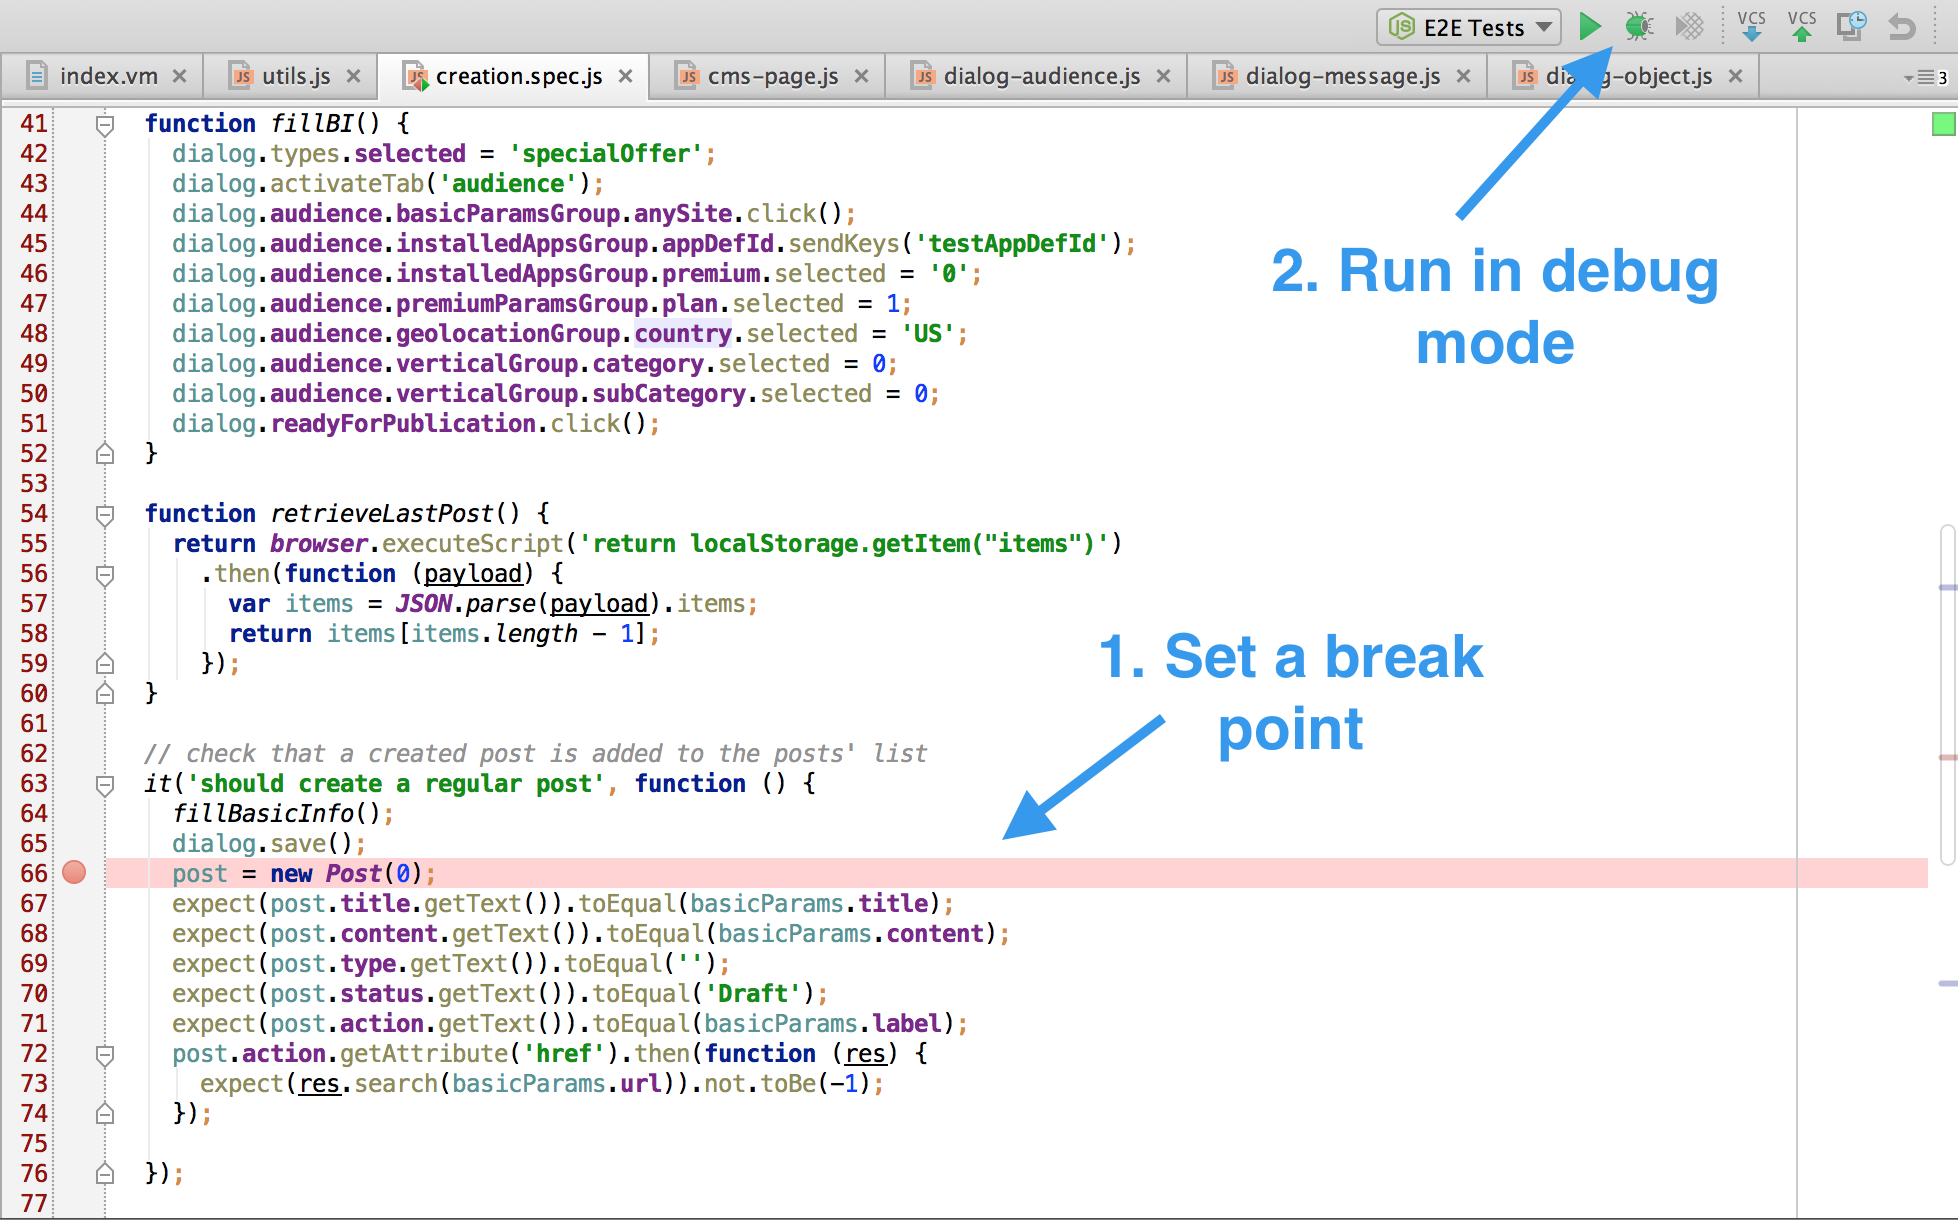 E2E Tests VCS VCS
index.vm utils.js creation.spec.js cms-page.js dialog-audience.js dialog-message.js dialog-object.js 3
41 function fillBI() {
42 dialog.types.selected = 'specialOffer';
43 dialog.activateTab('audience');
44 dialog.audience.basicParamsGroup.anySite.click();
45 dialog.audience.installedAppsGroup.appDefId.sendKeys('testAppDefId');
46 dialog.audience.installedAppsGroup.premium.selected = '0';
47 dialog.audience.premiumParamsGroup.plan.selected = 1;
48 dialog.audience.geolocationGroup.country.selected = 'US';
49 dialog.audience.verticalGroup.category.selected = 0;
50 dialog.audience.verticalGroup.subCategory.selected = 0;
51 dialog.readyForPublication.click();
52 }
53
54 function retrieveLastPost() {
55 return browser.executeScript('return localStorage.getItem("items")')
56 .then(function (payload) {
57 var items = JSON.parse(payload).items;
58 return items[items.length - 1];
59 });
60 }
61
62 // check that a created post is added to the posts' list
63 it('should create a regular post', function () {
64 fillBasicInfo();
65 dialog.save();
66 post = new Post(0);
67 expect(post.title.getText()).toEqual(basicParams.title);
68 expect(post.content.getText()).toEqual(basicParams.content);
69 expect(post.type.getText()).toEqual('');
70 expect(post.status.getText()).toEqual('Draft');
71 expect(post.action.getText()).toEqual(basicParams.label);
72 post.action.getAttribute('href').then(function (res) {
73 expect(res.search(basicParams.url)).not.toBe(-1);
74 });
75
76 });
77
2. Run in debug
mode
1. Set a break
point